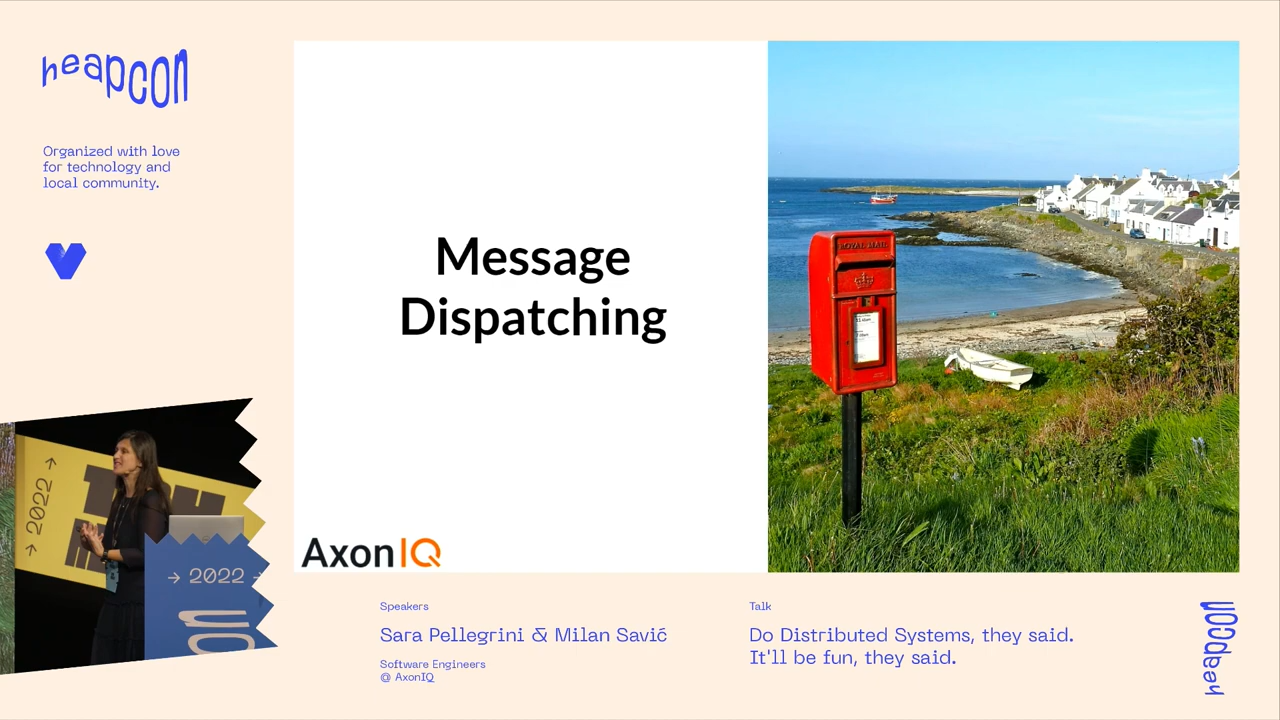 heapcon
Organized with love
for technology and
local community.
Message
Dispatching
ROYAL MAIL
AxonIQ
→ 2022 →
→ 2022
Speakers
Sara Pellegrini & Milan Savić
Software Engineers
@ AxonIQ
Talk
Do Distributed Systems, they said.
It'll be fun, they said.
heapcon